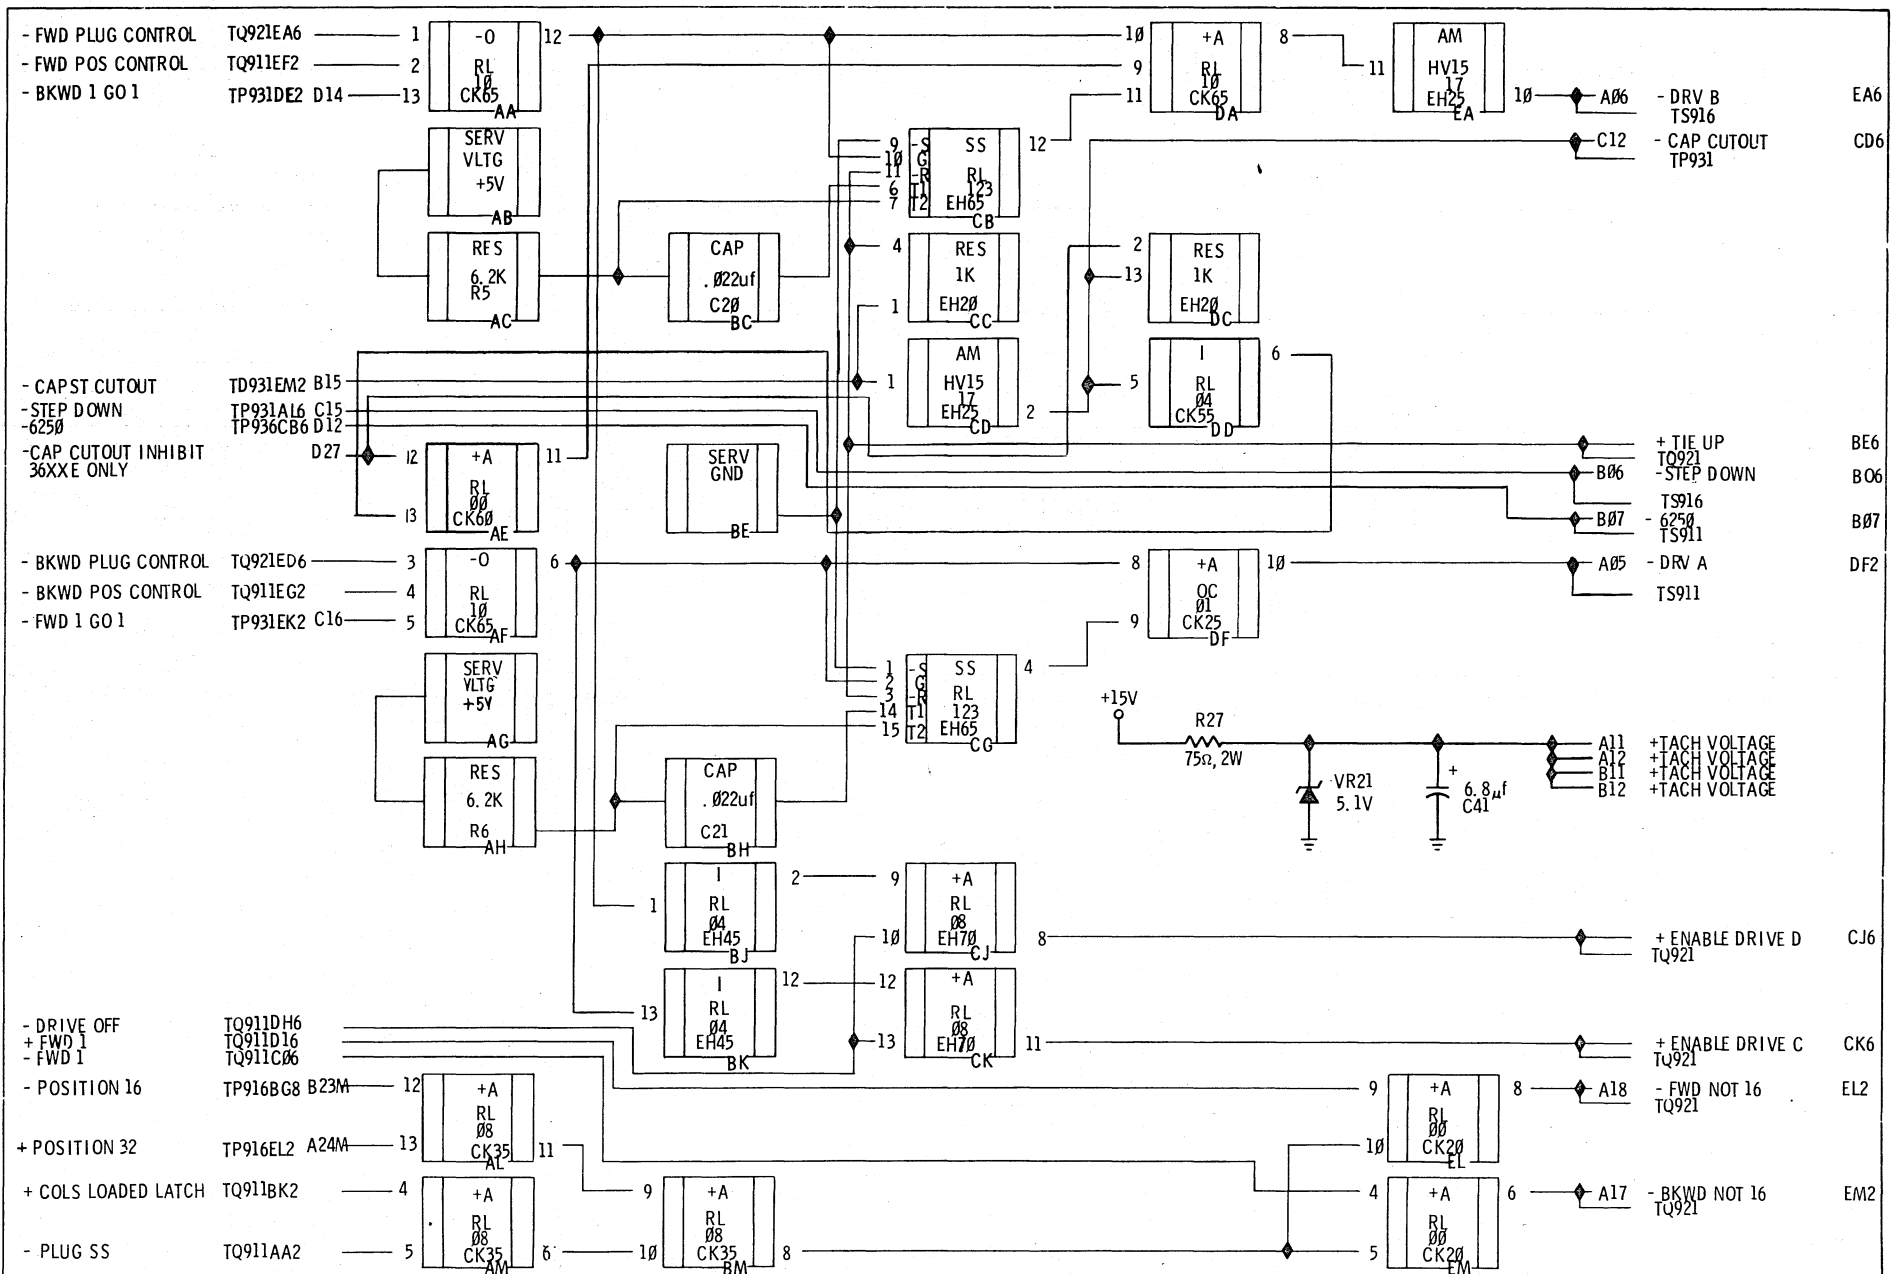 - FWD PLUG CONTROL TQ921EA6 1
- FWD POS CONTROL TQ911EF2 2
- BKWD 1 GO 1 TP931DE2 D14 13
-O
RL
1Ø
CK65
AA
12
SERV
VLTG
+5V
AB
RES
6.2K
R5
AC
CAP
.Ø22uf
C2Ø
BC
9 -S
1Ø G
11 -R
6 T1
7 T2
SS
RL
123
EH65
CB
12
4
1
RES
1K
EH2Ø
CC
1
AM
HV15
17
EH25
CD
2
1Ø
9
11
+A
RL
1Ø
CK65
DA
8
11
AM
HV15
17
EH25
EA
1Ø
A Ø6 - DRV B EA6
TS916
C12 - CAP CUTOUT CD6
TP931
2
13
RES
1K
EH2Ø
DC
5
I
RL
Ø4
CK55
DD
6
- CAPST CUTOUT TD931EM2 B15
-STEP DOWN TP931AL6 C15
-625Ø TP936CB6 D12
-CAP CUTOUT INHIBIT D27
36XXE ONLY
12
13
+A
RL
ØØ
CK6Ø
AE
11
SERV
GND
BE
+ TIE UP BE6
TQ921
BØ6 -STEP DOWN BO6
TS916
BØ7 - 625Ø BØ7
TS911
- BKWD PLUG CONTROL TQ921ED6 3
- BKWD POS CONTROL TQ911EG2 4
- FWD 1 GO 1 TP931EK2 C16 5
-O
RL
1Ø
CK65
AF
6
8
9
+A
OC
Ø1
CK25
DF
1Ø
AØ5 - DRV A DF2
TS911
SERV
VLTG
+5V
AG
RES
6.2K
R6
AH
CAP
.Ø22uf
C21
BH
1 -S
2 G
3 -R
14 T1
15 T2
SS
RL
123
EH65
CG
4
+15V
R27
75Ω, 2W
VR21
5.1V
+
6.8µf
C41
A11 +TACH VOLTAGE
A12 +TACH VOLTAGE
B11 +TACH VOLTAGE
B12 +TACH VOLTAGE
1
I
RL
Ø4
EH45
BJ
2
9
1Ø
+A
RL
Ø8
EH7Ø
CJ
8
+ ENABLE DRIVE D CJ6
TQ921
13
I
RL
Ø4
EH45
BK
12
12
13
+A
RL
Ø8
EH7Ø
CK
11
+ ENABLE DRIVE C CK6
TQ921
- DRIVE OFF TQ911DH6
+ FWD 1 TQ911D16
- FWD 1 TQ911CØ6
- POSITION 16 TP916BG8 B23M 12
+ POSITION 32 TP916EL2 A24M 13
+A
RL
Ø8
CK35
AL
11
9
1Ø
+A
RL
ØØ
CK2Ø
EL
8
A18 - FWD NOT 16 EL2
TQ921
+ COLS LOADED LATCH TQ911BK2 4
- PLUG SS TQ911AA2 5
+A
RL
Ø8
CK35
AM
6
9
1Ø
+A
RL
Ø8
CK35
BM
8
4
5
+A
RL
ØØ
CK2Ø
EM
6
A17 - BKWD NOT 16 EM2
TQ921